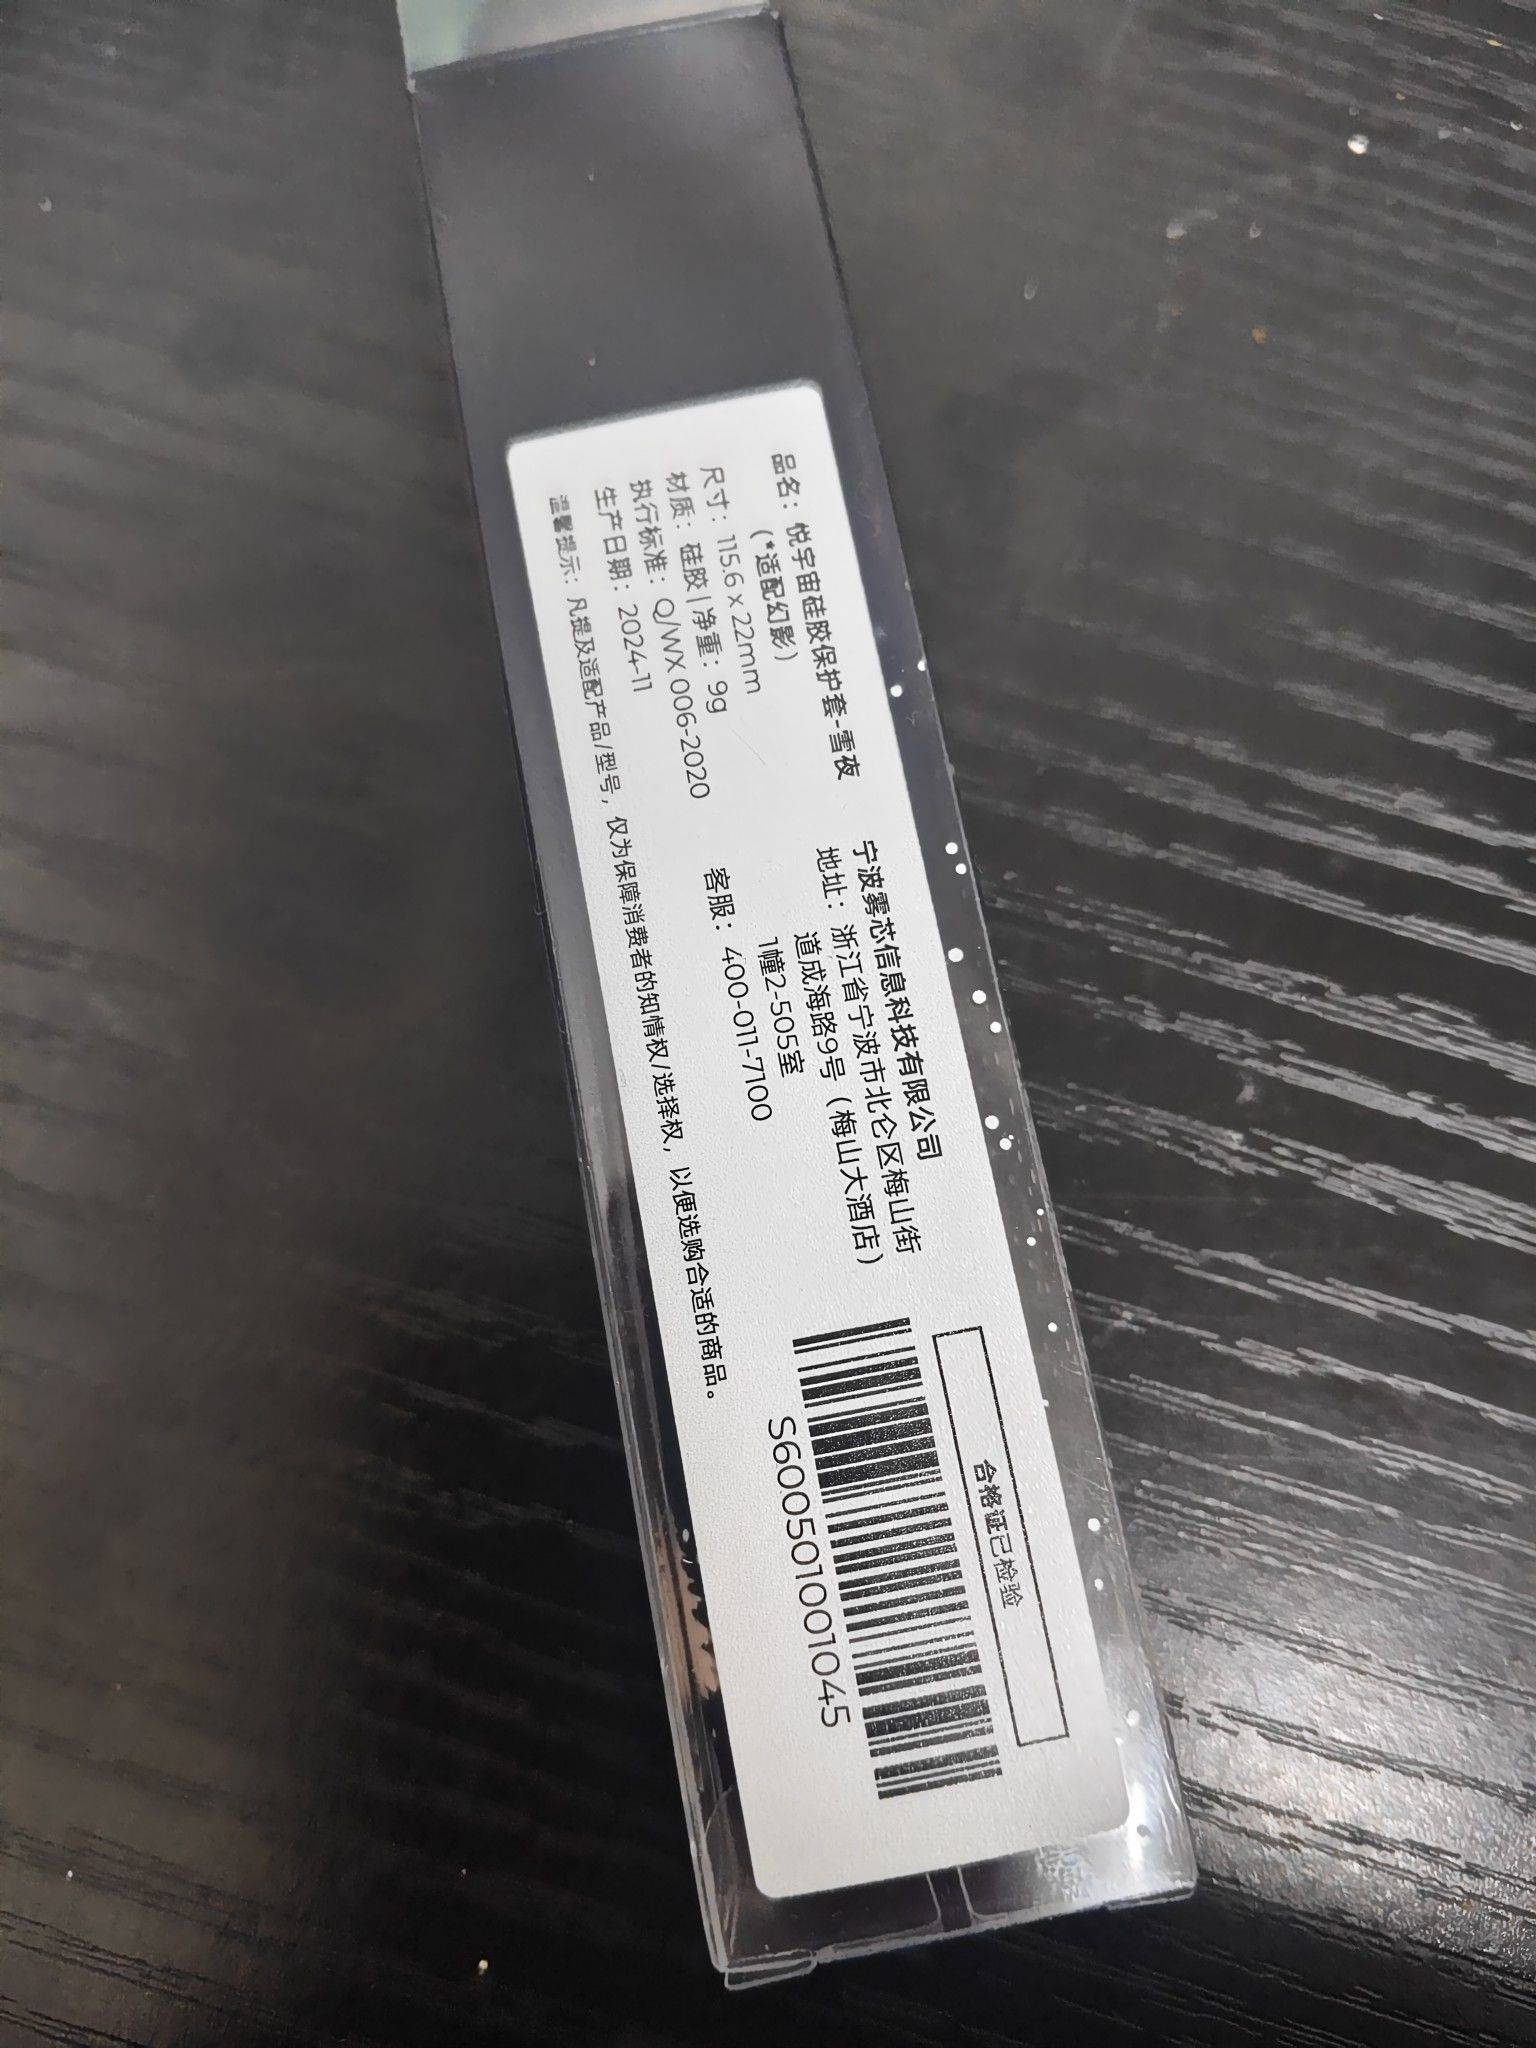 品名：悦宇宙硅胶保护套-雪夜
（*适配幻影）
尺寸：115.6 x 22mm
材质：硅胶|净重：9g
执行标准：Q/WX 006-2020
生产日期：2024-11
温馨提示：凡提及适配产品/型号，仅为保障消费者的知情权/选择权，以便选购合适的商品。
宁波雾芯信息科技有限公司
地址：浙江省宁波市北仑区梅山街
道成海路9号（梅山大酒店）
1幢2-505室
客服：400-011-7100
合格证已检验
S600501001045